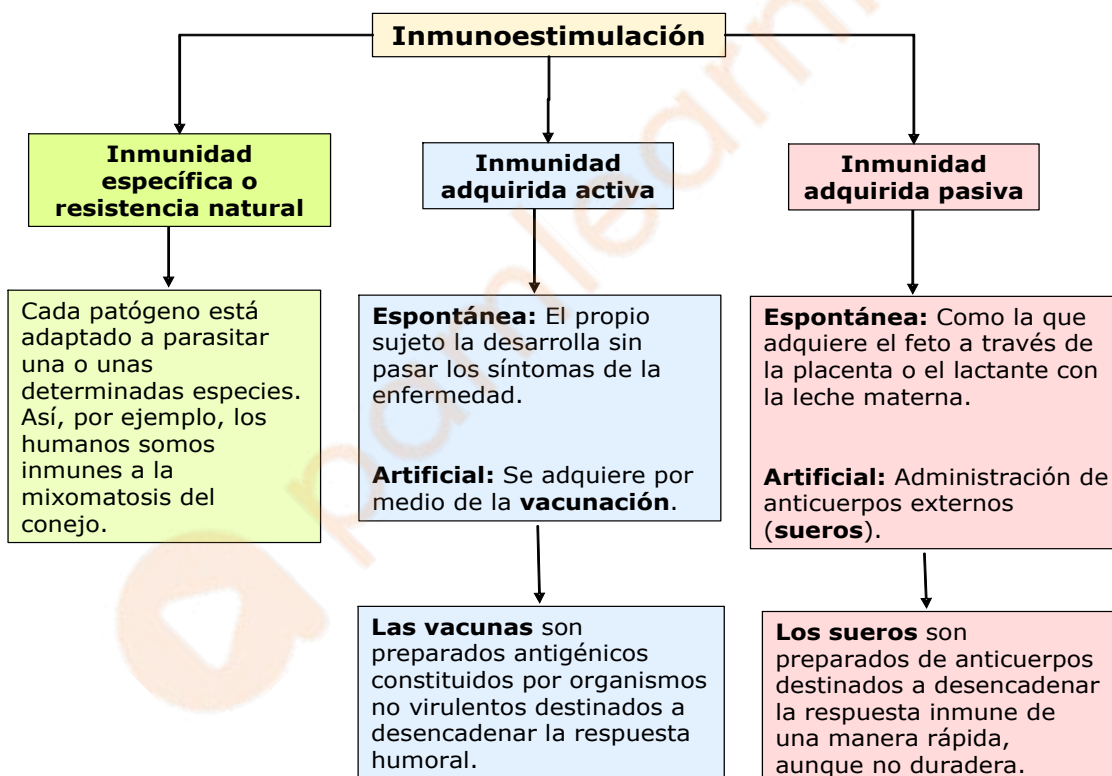 Inmunoestimulación
Inmunidad
específica o
resistencia natural
Inmunidad
adquirida activa
Inmunidad
adquirida pasiva
Cada patógeno está
adaptado a parasitar
una o unas
determinadas especies.
Así, por ejemplo, los
humanos somos
inmunes a la
mixomatosis del
conejo.
Espontánea: El propio
sujeto la desarrolla sin
pasar los síntomas de la
enfermedad.
Artificial: Se adquiere por
medio de la vacunación.
Espontánea: Como la que
adquiere el feto a través de
la placenta o el lactante con
la leche materna.
Artificial: Administración de
anticuerpos externos
(sueros).
Las vacunas son
preparados antigénicos
constituidos por organismos
no virulentos destinados a
desencadenar la respuesta
humoral.
Los sueros son
preparados de anticuerpos
destinados a desencadenar
la respuesta inmune de
una manera rápida,
aunque no duradera.